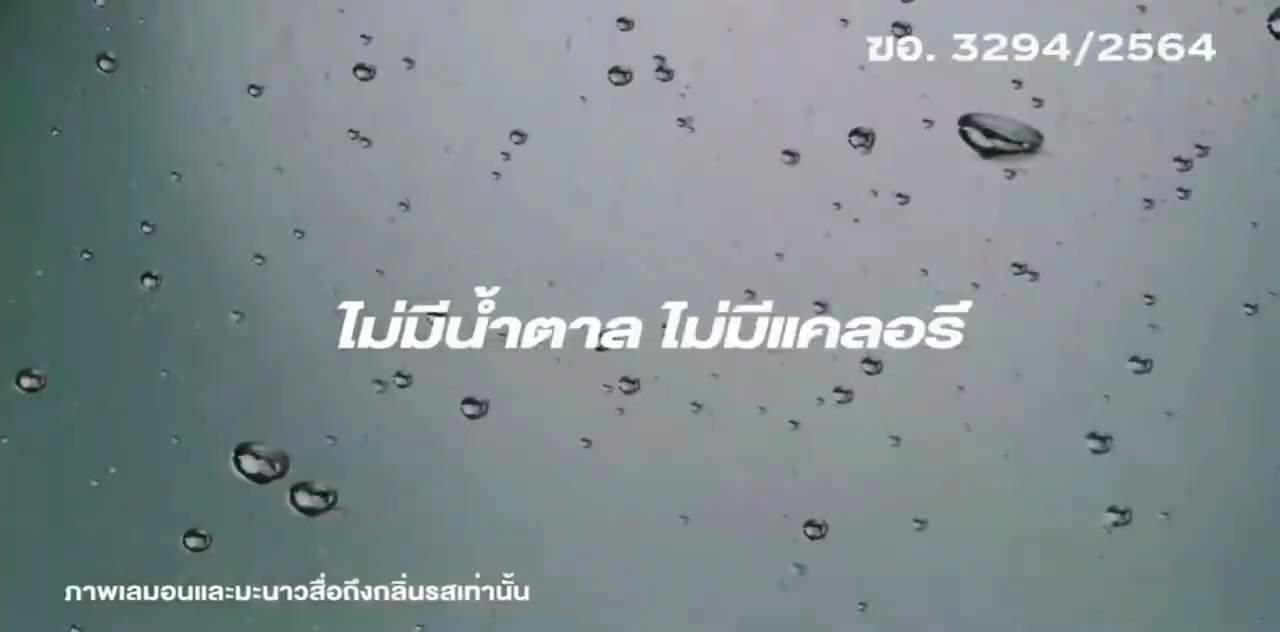 ฆอ. 3294/2564
ไม่มีน้ำตาล ไม่มีแคลอรี
ภาพเลมอนและมะนาวสื่อถึงกลิ่นรสเท่านั้น